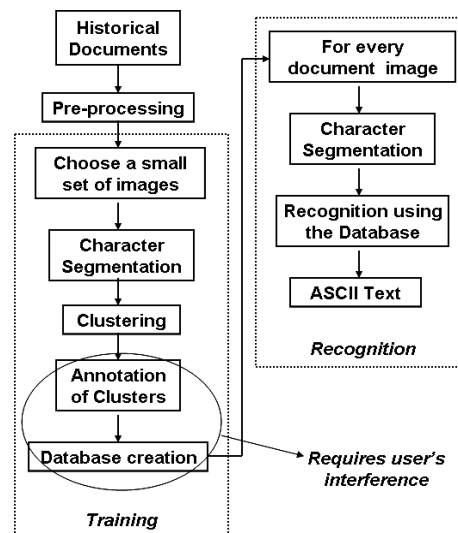 Historical
Documents
Pre-processing
Choose a small
set of images
Character
Segmentation
Clustering
Annotation
of Clusters
Database creation
Training
For every
document image
Character
Segmentation
Recognition using
the Database
ASCII Text
Recognition
Requires user's
interference